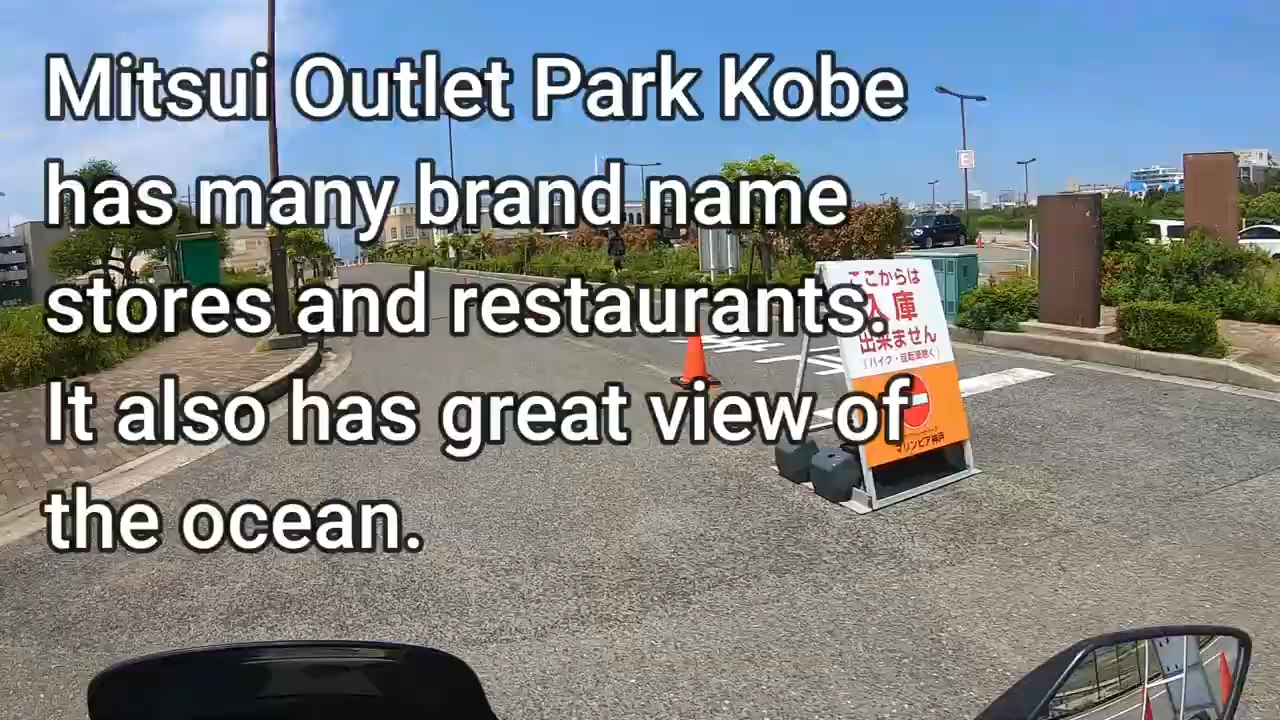 Mitsui Outlet Park Kobe
has many brand name
stores and restaurants.
It also has great view of
the ocean.
E
ここからは
入庫
出来ません
(バイク・自転車除く)
マリンピア神戸